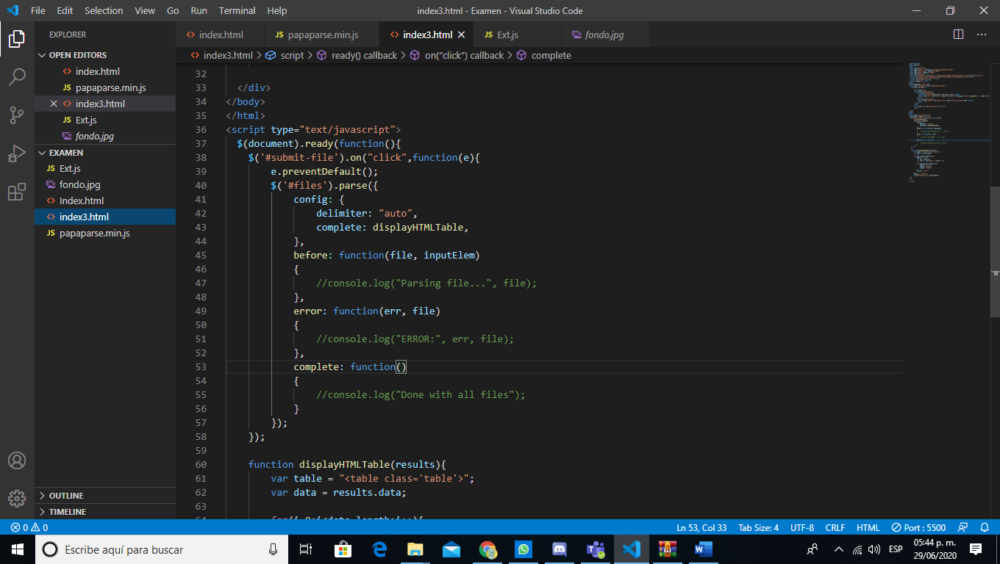 File Edit Selection View Go Run Terminal Help index3.html - Examen - Visual Studio Code
EXPLORER
OPEN EDITORS
index.html
JS papaparse.min.js
index3.html
JS Ext.js
fondo.jpg
EXAMEN
JS Ext.js
fondo.jpg
Index.html
index3.html
JS papaparse.min.js
OUTLINE
TIMELINE
index.html JS papaparse.min.js index3.html JS Ext.js fondo.jpg
index3.html > script > ready() callback > on("click") callback > complete
32
33 </div>
34 </body>
35 </html>
36 <script type="text/javascript">
37 $(document).ready(function(){
38 $('#submit-file').on("click",function(e){
39 e.preventDefault();
40 $('#files').parse({
41 config: {
42 delimiter: "auto",
43 complete: displayHTMLTable,
44 },
45 before: function(file, inputElem)
46 {
47 //console.log("Parsing file...", file);
48 },
49 error: function(err, file)
50 {
51 //console.log("ERROR:", err, file);
52 },
53 complete: function()
54 {
55 //console.log("Done with all files");
56 }
57 });
58 });
59
60 function displayHTMLTable(results){
61 var table = "<table class='table'>";
62 var data = results.data;
63
0 0 Ln 53, Col 33 Tab Size: 4 UTF-8 CRLF HTML Port : 5500
Escribe aquí para buscar
ESP
05:44 p. m.
29/06/2020